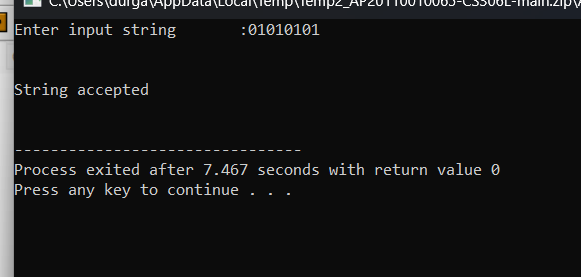 C:\Users\durga\AppData\Local\Temp\Temp2_AP20110010065-CS306L-main.zip\
Enter input string       :01010101
String accepted
--------------------------------
Process exited after 7.467 seconds with return value 0
Press any key to continue . . .